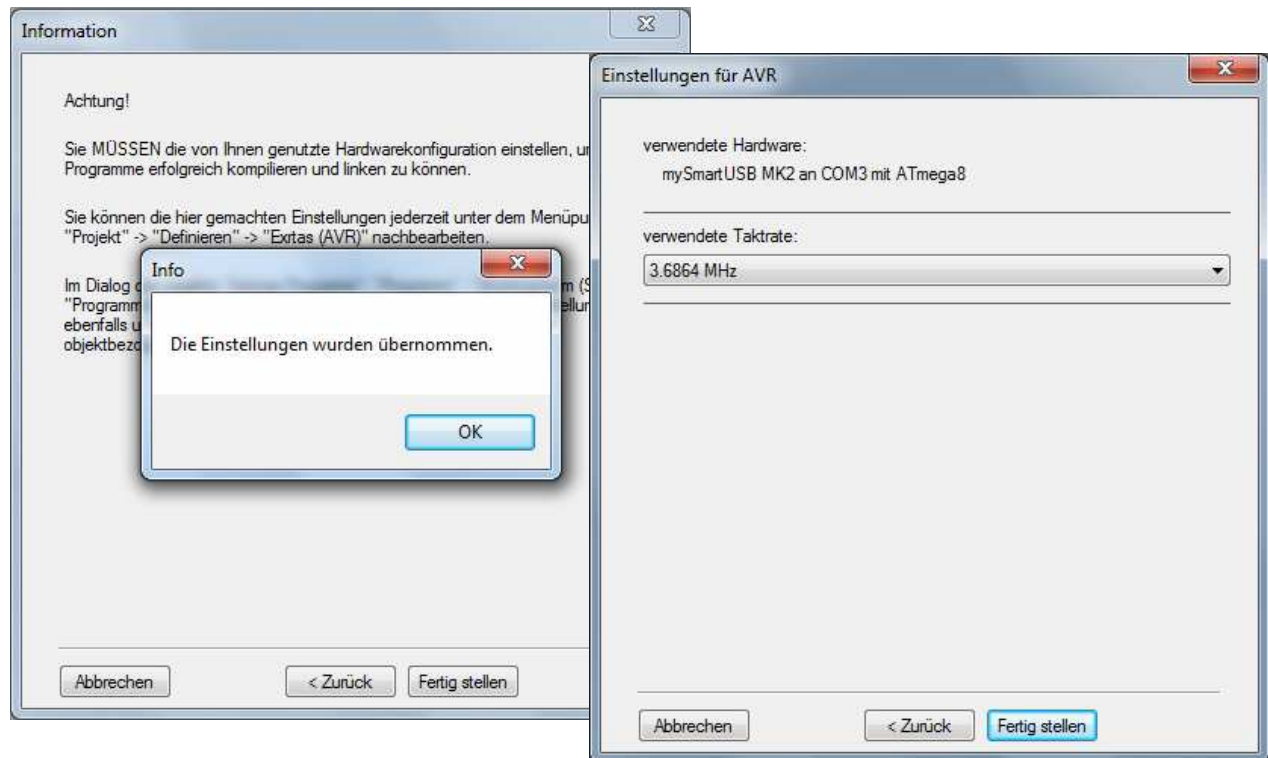 Information
Achtung!
Sie MÜSSEN die von Ihnen genutzte Hardwarekonfiguration einstellen,
Programme erfolgreich kompilieren und linken zu können.
Sie können die hier gemachten Einstellungen jederzeit unter dem
"Projekt" -> "Definieren" -> "Exrtas (AVR)" nachbearbeiten.
Im Dialog
"Programm
ebenfalls
objektbezo
Abbrechen
< Zurück
Fertig stellen
Info
Die Einstellungen wurden übernommen.
OK
Einstellungen für AVR
verwendete Hardware:
mySmartUSB MK2 an COM3 mit ATmega8
verwendete Taktrate:
3.6864 MHz
Abbrechen
< Zurück
Fertig stellen